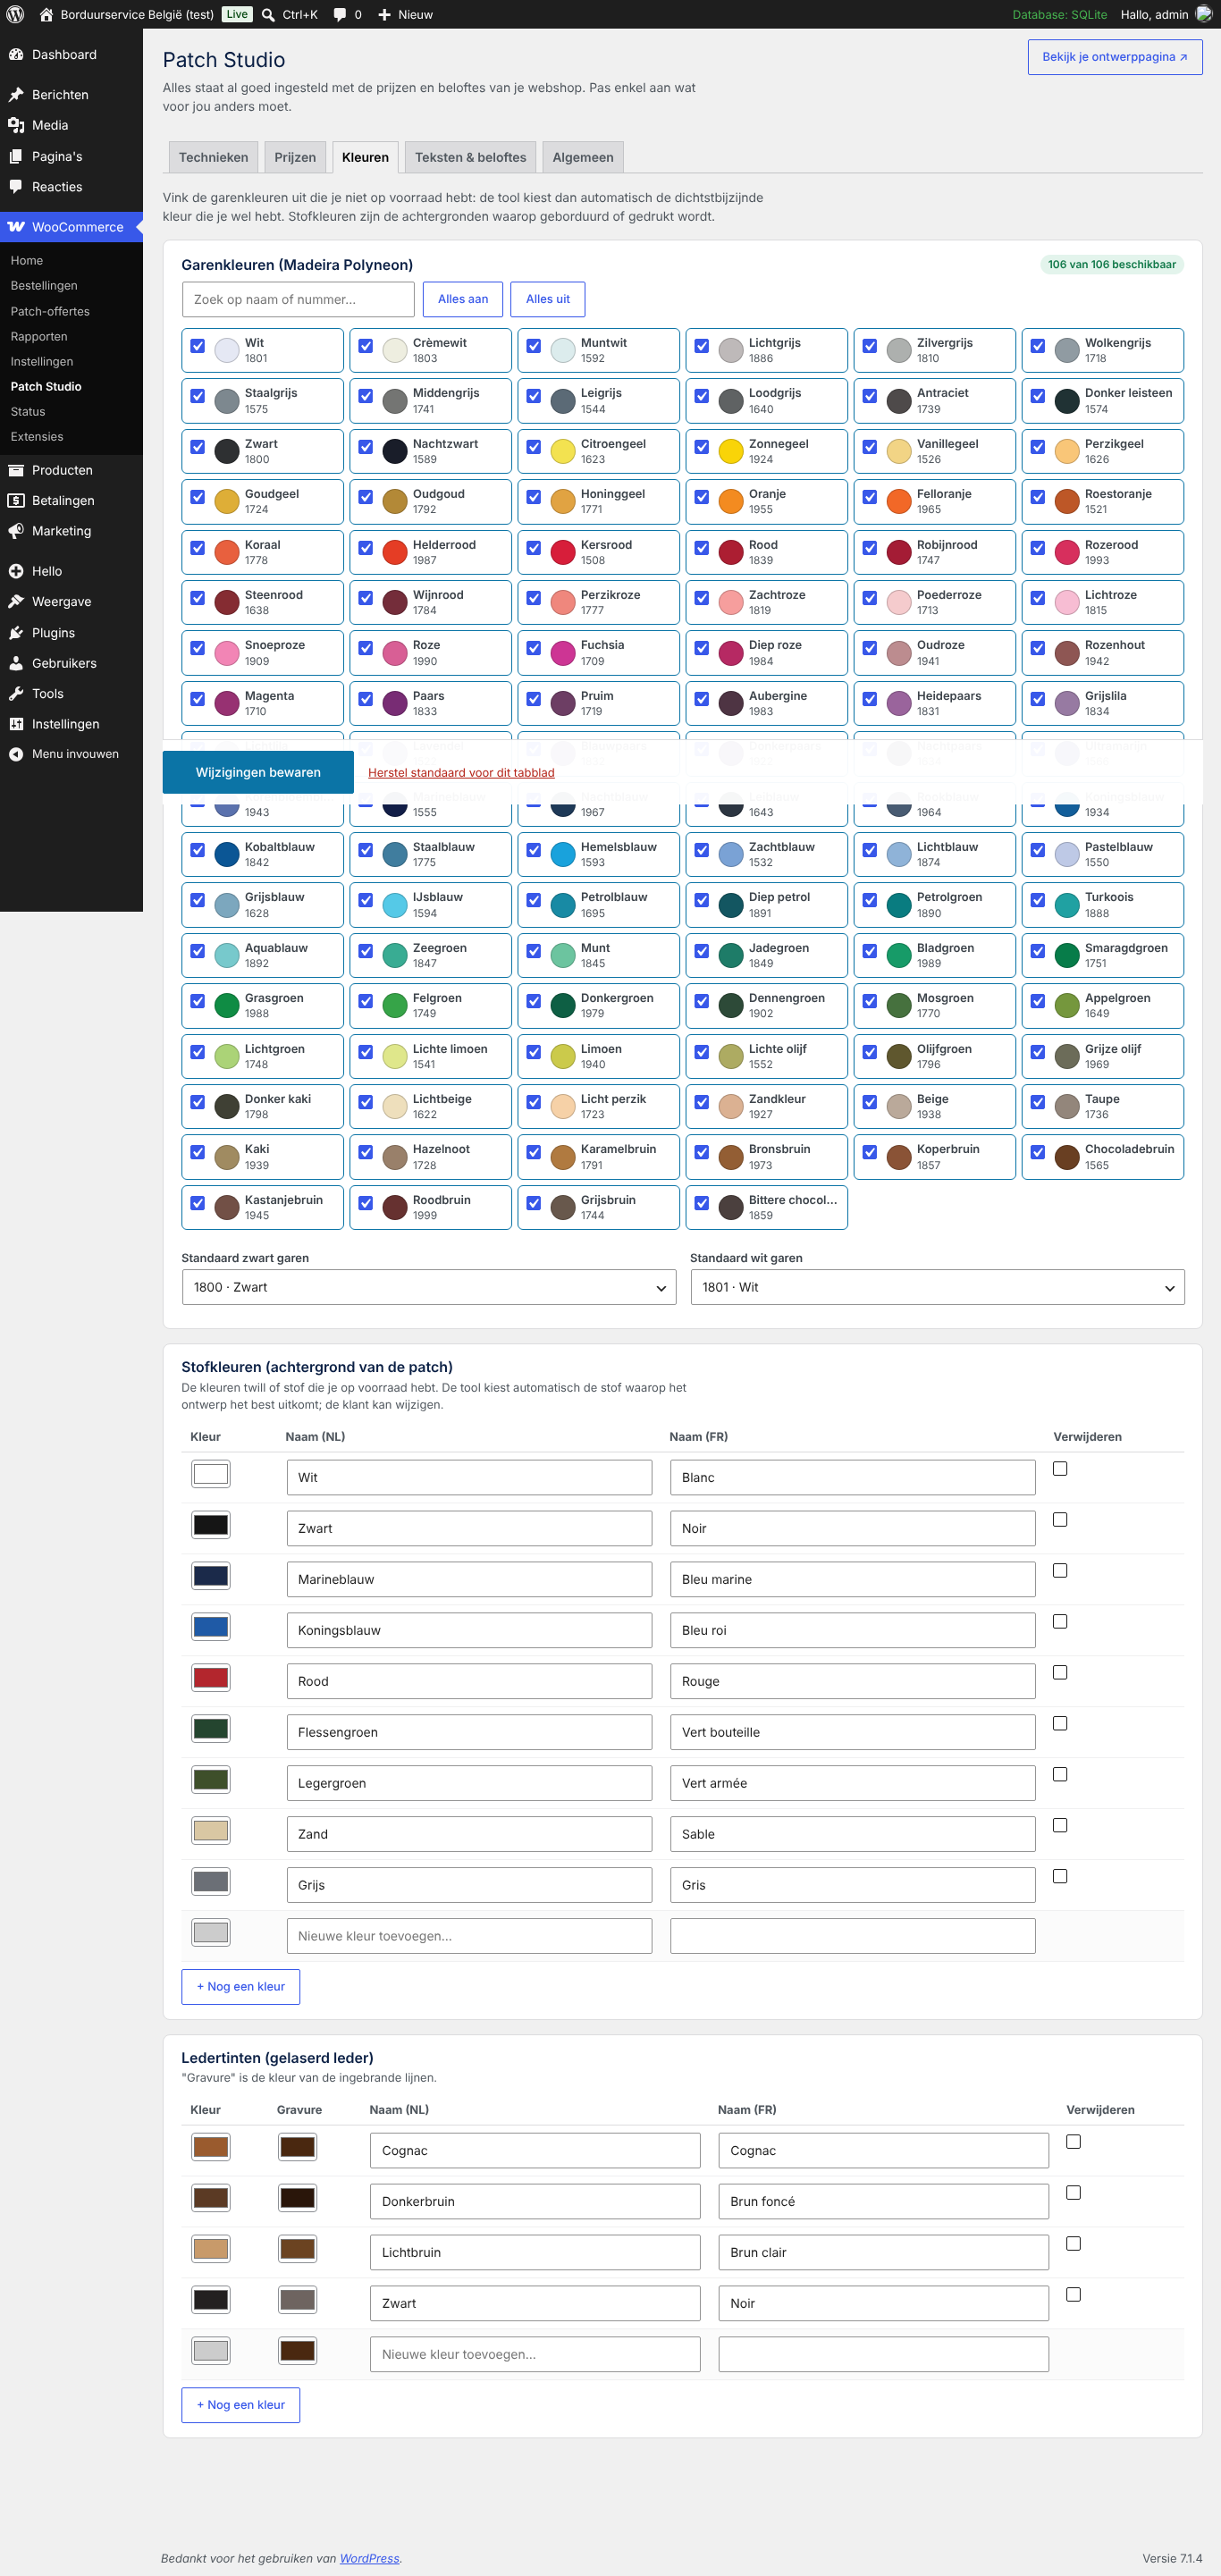 Borduurservice België (test) Live Ctrl+K 0 Nieuw Database: SQLite Hallo, admin
Dashboard
Berichten
Media
Pagina's
Reacties
WooCommerce
Home
Bestellingen
Patch-offertes
Rapporten
Instellingen
Patch Studio
Status
Extensies
Producten
Betalingen
Marketing
Hello
Weergave
Plugins
Gebruikers
Tools
Instellingen
Menu invouwen
Patch Studio
Bekijk je ontwerppagina ↗
Alles staat al goed ingesteld met de prijzen en beloftes van je webshop. Pas enkel aan wat
voor jou anders moet.
Technieken Prijzen Kleuren Teksten & beloftes Algemeen
Vink de garenkleuren uit die je niet op voorraad hebt: de tool kiest dan automatisch de dichtstbijzijnde
kleur die je wel hebt. Stofkleuren zijn de achtergronden waarop geborduurd of gedrukt wordt.
Garenkleuren (Madeira Polyneon) 106 van 106 beschikbaar
Zoek op naam of nummer... Alles aan Alles uit
Wit Crèmewit Muntwit Lichtgrijs Zilvergrijs Wolkengrijs
1801 1803 1592 1886 1810 1718
Staalgrijs Middengrijs Leigrijs Loodgrijs Antraciet Donker leisteen
1575 1741 1544 1640 1739 1574
Zwart Nachtzwart Citroengeel Zonnegeel Vanillegeel Perzikgeel
1800 1589 1623 1924 1526 1626
Goudgeel Oudgoud Honinggeel Oranje Felloranje Roestoranje
1724 1792 1771 1955 1965 1521
Koraal Helderrood Kersrood Rood Robijnrood Rozerood
1778 1987 1508 1839 1747 1993
Steenrood Wijnrood Perzikroze Zachtroze Poederroze Lichtroze
1638 1784 1777 1819 1713 1815
Snoeproze Roze Fuchsia Diep roze Oudroze Rozenhout
1909 1990 1709 1984 1941 1942
Magenta Paars Pruim Aubergine Heidepaars Grijslila
1710 1833 1719 1983 1831 1834
Lavendel Blauwpaars Donkerpaars Nachtpaars Ultramarijn
Wijzigingen bewaren Herstel standaard voor dit tabblad
1943 1555 1967 1643 1964 1934
Kobaltblauw Staalblauw Hemelsblauw Zachtblauw Lichtblauw Pastelblauw
1842 1775 1593 1532 1874 1550
Grijsblauw IJsblauw Petrolblauw Diep petrol Petrolgroen Turkoois
1628 1594 1695 1891 1890 1888
Aquablauw Zeegroen Munt Jadegroen Bladgroen Smaragdgroen
1892 1847 1845 1849 1989 1751
Grasgroen Felgroen Donkergroen Dennengroen Mosgroen Appelgroen
1988 1749 1979 1902 1770 1649
Lichtgroen Lichte limoen Limoen Lichte olijf Olijfgroen Grijze olijf
1748 1541 1940 1552 1796 1969
Donker kaki Lichtbeige Licht perzik Zandkleur Beige Taupe
1798 1622 1723 1927 1938 1736
Kaki Hazelnoot Karamelbruin Bronsbruin Koperbruin Chocoladebruin
1939 1728 1791 1973 1857 1565
Kastanjebruin Roodbruin Grijsbruin Bittere chocol...
1945 1999 1744 1859
Standaard zwart garen Standaard wit garen
1800 · Zwart 1801 · Wit
Stofkleuren (achtergrond van de patch)
De kleuren twill of stof die je op voorraad hebt. De tool kiest automatisch de stof waarop het
ontwerp het best uitkomt; de klant kan wijzigen.
Kleur Naam (NL) Naam (FR) Verwijderen
Wit Blanc
Zwart Noir
Marineblauw Bleu marine
Koningsblauw Bleu roi
Rood Rouge
Flessengroen Vert bouteille
Legergroen Vert armée
Zand Sable
Grijs Gris
Nieuwe kleur toevoegen...
+ Nog een kleur
Ledertinten (gelaserd leder)
"Gravure" is de kleur van de ingebrande lijnen.
Kleur Gravure Naam (NL) Naam (FR) Verwijderen
Cognac Cognac
Donkerbruin Brun foncé
Lichtbruin Brun clair
Zwart Noir
Nieuwe kleur toevoegen...
+ Nog een kleur
Bedankt voor het gebruiken van WordPress. Versie 7.1.4